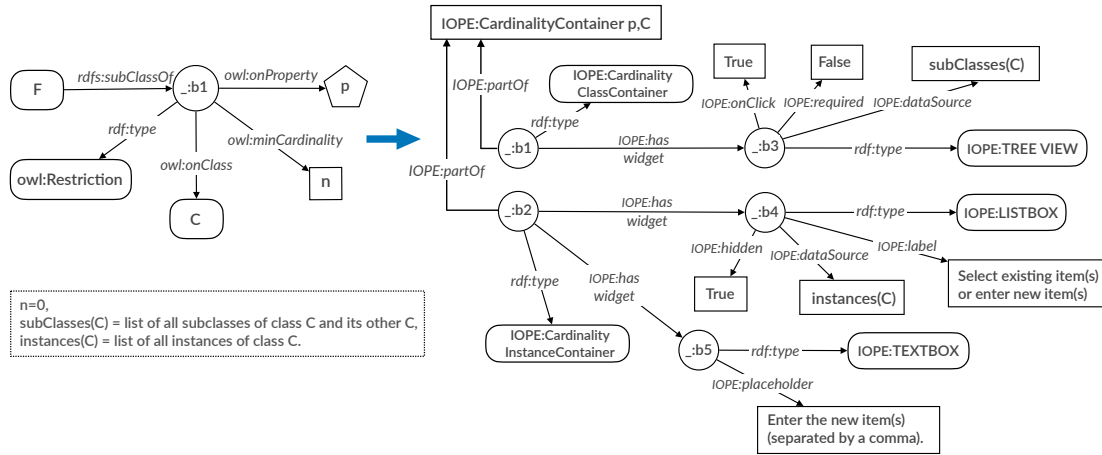 IOPE:CardinalityContainer p,C
F
rdfs:subClassOf
_:b1
owl:onProperty
p
rdf:type
owl:onClass
owl:minCardinality
owl:Restriction
C
n
IOPE:partOf
IOPE:partOf
IOPE:Cardinality
ClassContainer
rdf:type
_:b1
IOPE:has
widget
_:b3
True
False
subClasses(C)
IOPE:onClick
IOPE:required
IOPE:dataSource
rdf:type
IOPE:TREE VIEW
_:b2
IOPE:has
widget
_:b4
rdf:type
IOPE:LISTBOX
IOPE:hidden
IOPE:dataSource
IOPE:label
True
instances(C)
Select existing item(s)
or enter new item(s)
rdf:type
IOPE:has
widget
IOPE:Cardinality
InstanceContainer
_:b5
rdf:type
IOPE:TEXTBOX
IOPE:placeholder
Enter the new item(s)
(separated by a comma).
n=0,
subClasses(C) = list of all subclasses of class C and its other C,
instances(C) = list of all instances of class C.